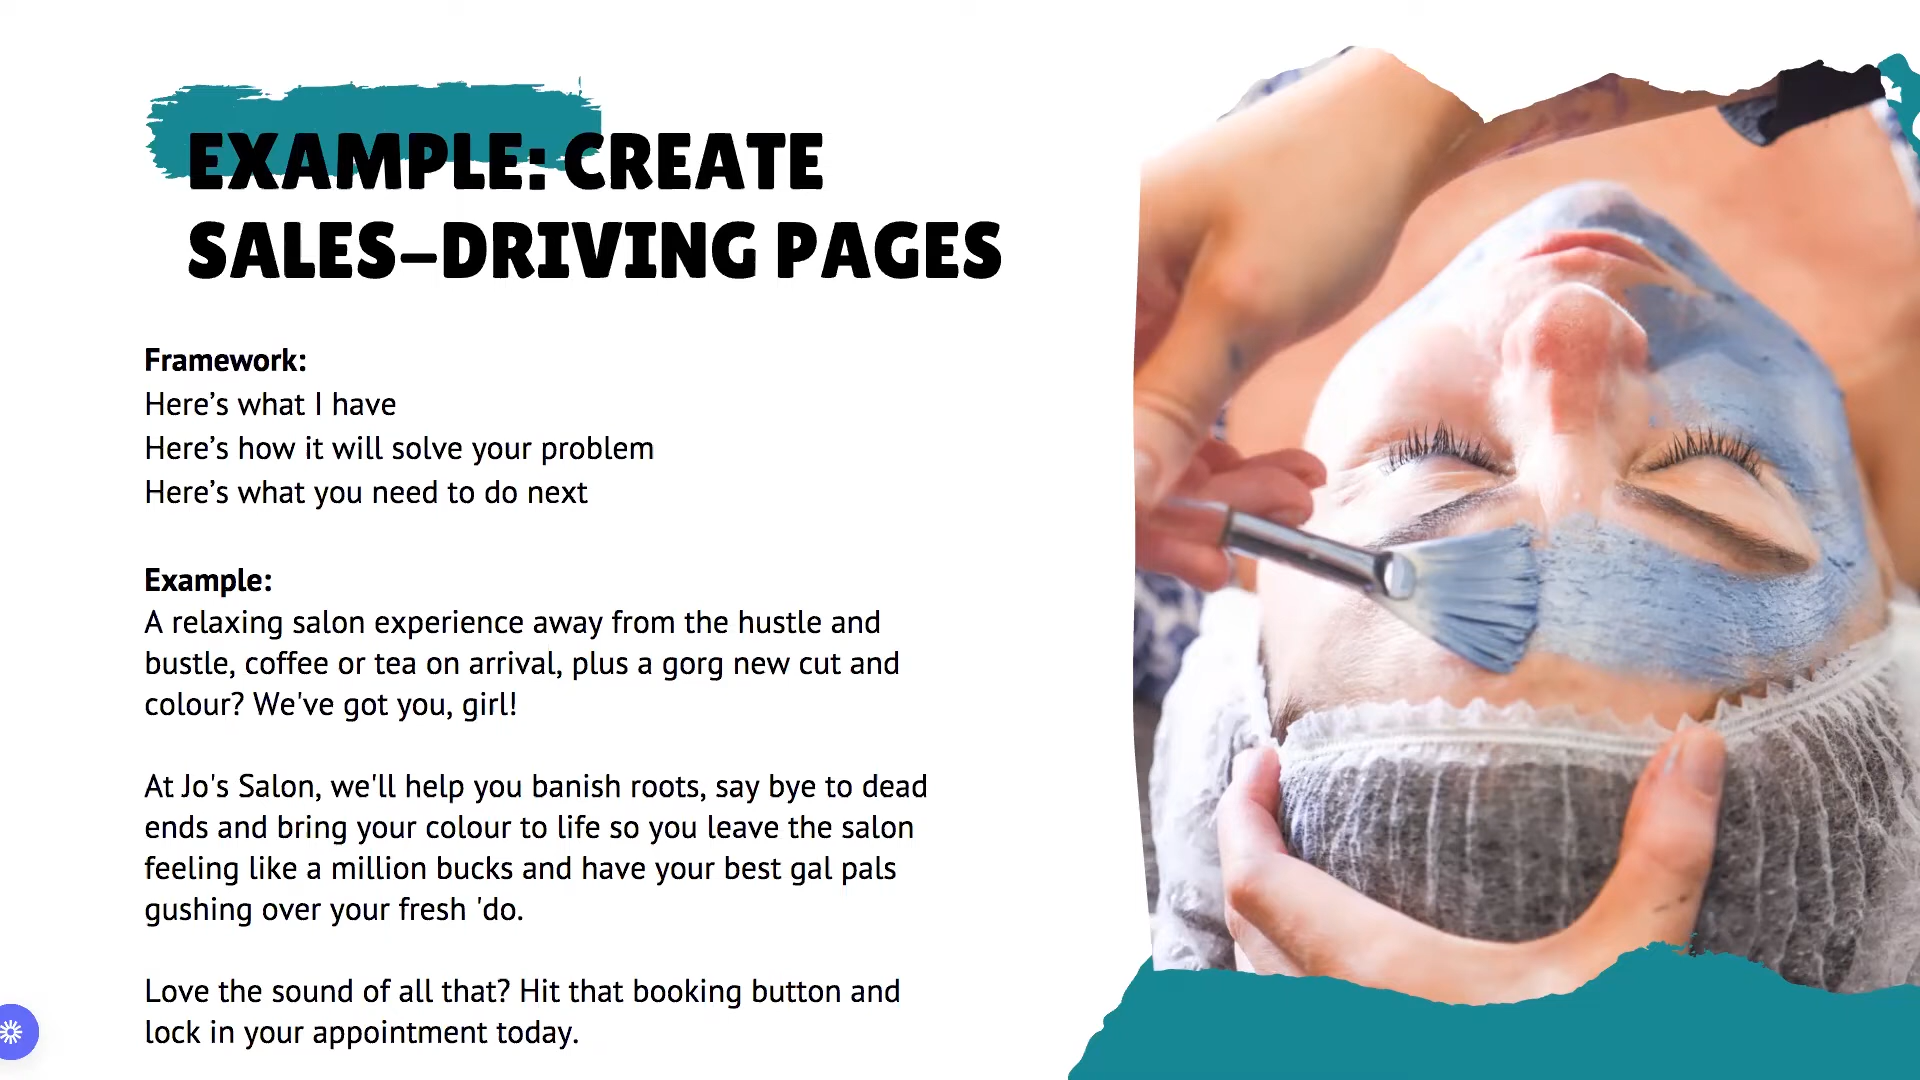 EXAMPLE: CREATE
SALES–DRIVING PAGES
Framework:
Here’s what I have
Here’s how it will solve your problem
Here’s what you need to do next
Example:
A relaxing salon experience away from the hustle and
bustle, coffee or tea on arrival, plus a gorg new cut and
colour? We've got you, girl!
At Jo's Salon, we'll help you banish roots, say bye to dead
ends and bring your colour to life so you leave the salon
feeling like a million bucks and have your best gal pals
gushing over your fresh 'do.
Love the sound of all that? Hit that booking button and
lock in your appointment today.